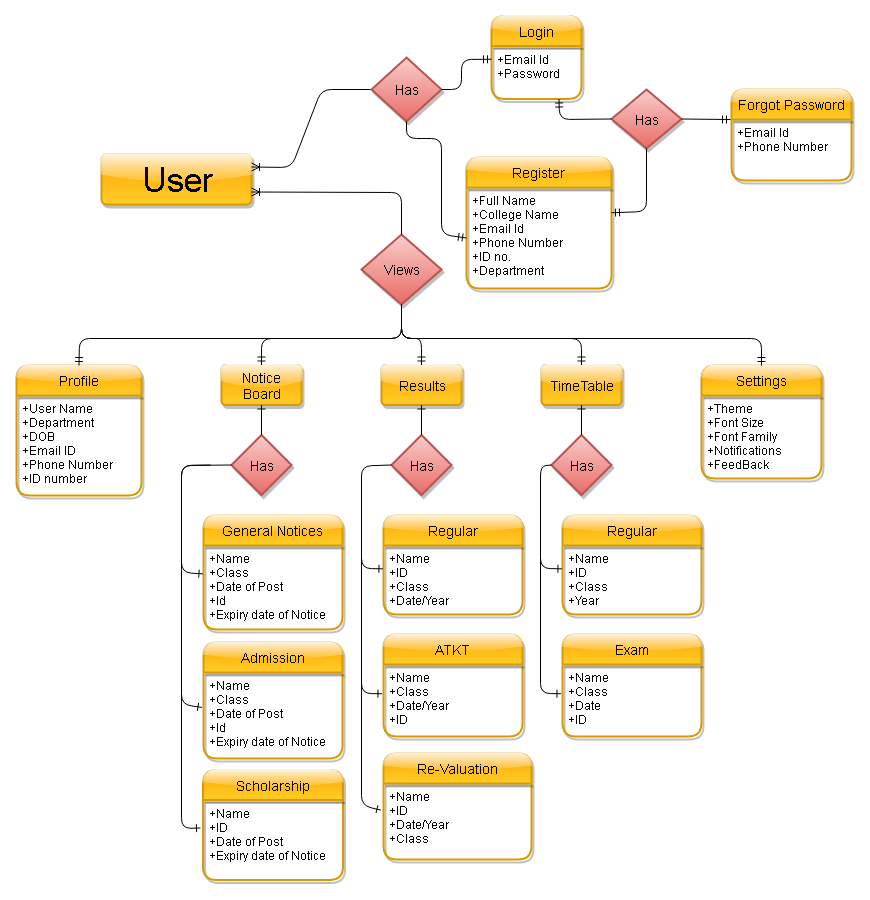 Login
+Email Id
+Password
Has
Has
Forgot Password
+Email Id
+Phone Number
User
Register
+Full Name
+College Name
+Email Id
+Phone Number
+ID no.
+Department
Views
Profile
+User Name
+Department
+DOB
+Email ID
+Phone Number
+ID number
Notice
Board
Results
TimeTable
Settings
+Theme
+Font Size
+Font Family
+Notifications
+FeedBack
Has
Has
Has
General Notices
+Name
+Class
+Date of Post
+Id
+Expiry date of Notice
Regular
+Name
+ID
+Class
+Date/Year
Regular
+Name
+ID
+Class
+Year
Admission
+Name
+Class
+Date of Post
+Id
+Expiry date of Notice
ATKT
+Name
+Class
+Date/Year
+ID
Exam
+Name
+Class
+Date
+ID
Scholarship
+Name
+ID
+Date of Post
+Expiry date of Notice
Re-Valuation
+Name
+ID
+Date/Year
+Class